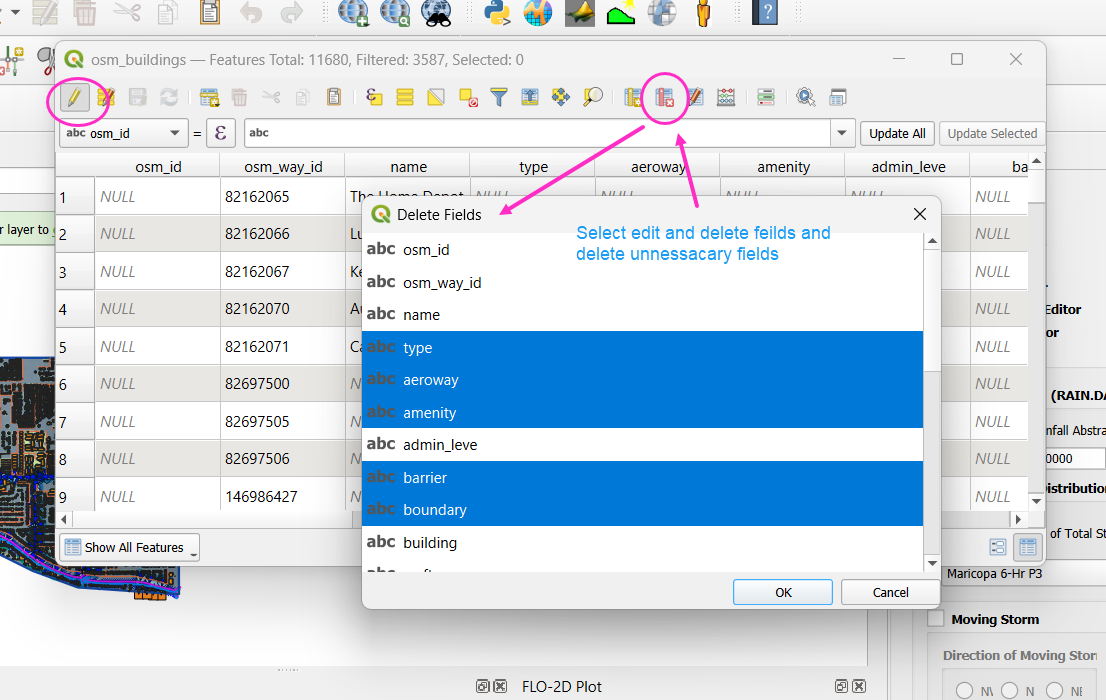 osm_buildings — Features Total: 11680, Filtered: 3587, Selected: 0
abc osm_id
=
ε
abc
Update All
Update Selected
osm_id osm_way_id name type aeroway amenity admin_leve ba
1 NULL 82162065 The Home Depot NULL NULL NULL NULL NULL
r layer to
2 NULL 82162066 Lu NULL
3 NULL 82162067 Ke NULL
4 NULL 82162070 Au NULL
5 NULL 82162071 Ca NULL
6 NULL 82697500 N NULL
7 NULL 82697505 N NULL
8 NULL 82697506 N NULL
9 NULL 146986427 N NULL
Show All Features
Delete Fields
Select edit and delete feilds and
delete unnessacary fields
abc osm_id
abc osm_way_id
abc name
abc type
abc aeroway
abc amenity
abc admin_leve
abc barrier
abc boundary
abc building
OK
Cancel
Editor
or
(RAIN.DA
nfall Abstra
0000
istribution
of Total St
Maricopa 6-Hr P3
Moving Storm
Direction of Moving Stor
N
N
NE
FLO-2D Plot